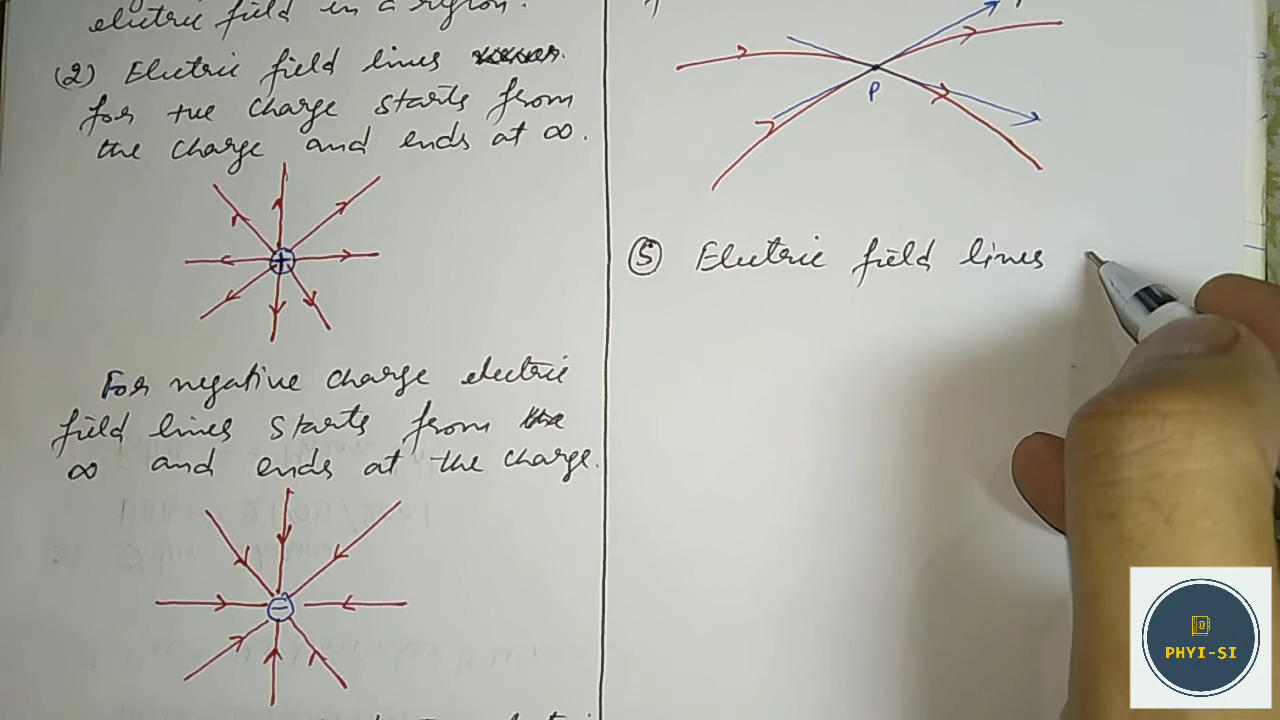 electric field in a region.
(2) Electric field lines
for +ve charge starts from
the charge and ends at ∞.
+
For negative charge electric
field lines starts from
∞ and ends at the charge.
−
P
(5) Electric field lines
PHYI-SI